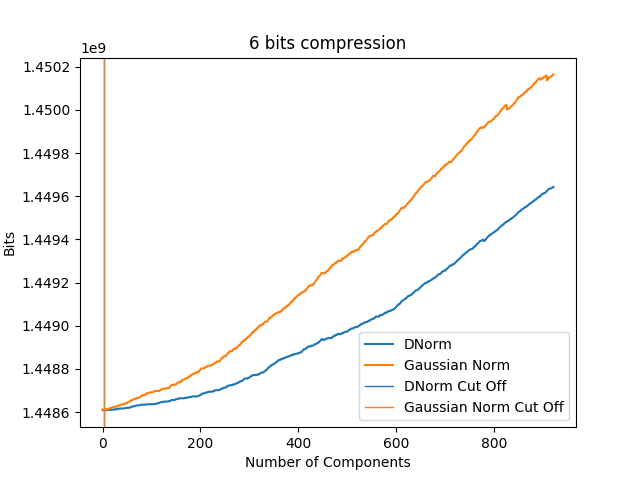 6 bits compression
1e9
1.4502
1.4500
1.4498
1.4496
1.4494
1.4492
1.4490
1.4488
1.4486
Bits
0 200 400 600 800
Number of Components
DNorm
Gaussian Norm
DNorm Cut Off
Gaussian Norm Cut Off